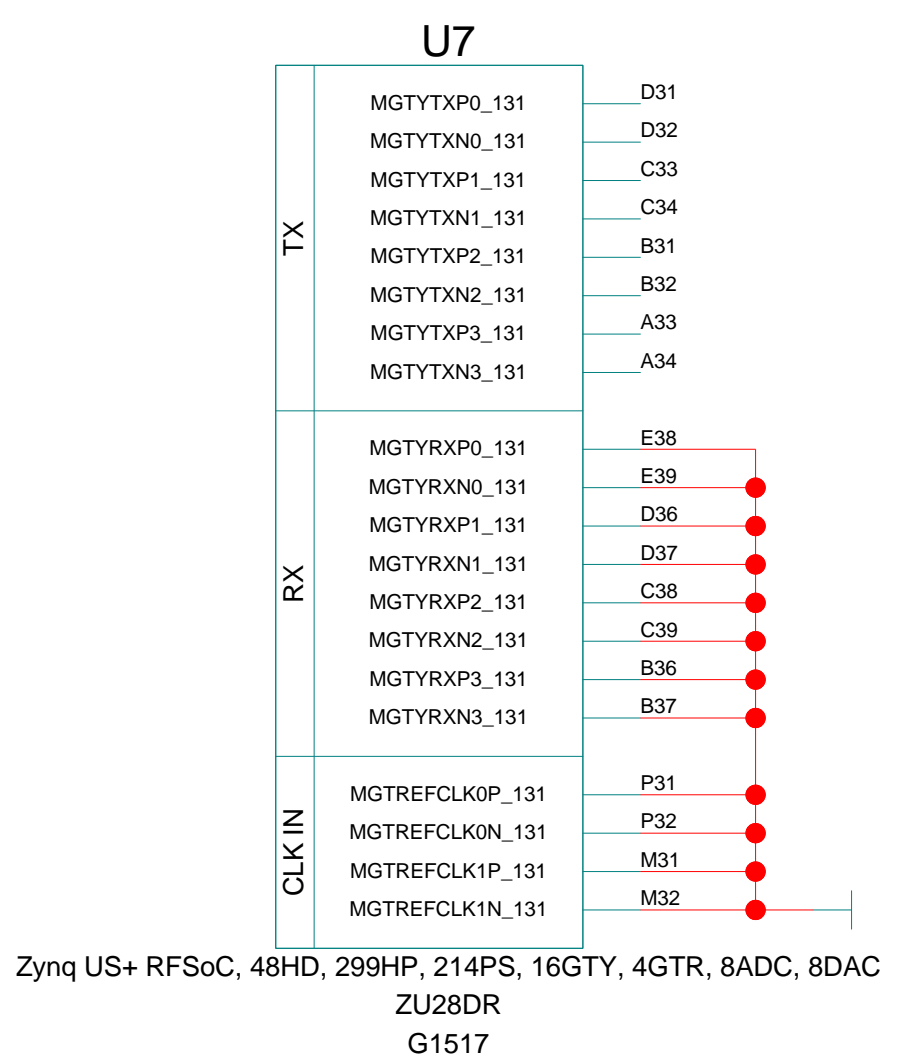 U7
TX
MGTYTXP0_131 D31
MGTYTXN0_131 D32
MGTYTXP1_131 C33
MGTYTXN1_131 C34
MGTYTXP2_131 B31
MGTYTXN2_131 B32
MGTYTXP3_131 A33
MGTYTXN3_131 A34
RX
MGTYRXP0_131 E38
MGTYRXN0_131 E39
MGTYRXP1_131 D36
MGTYRXN1_131 D37
MGTYRXP2_131 C38
MGTYRXN2_131 C39
MGTYRXP3_131 B36
MGTYRXN3_131 B37
CLK IN
MGTREFCLK0P_131 P31
MGTREFCLK0N_131 P32
MGTREFCLK1P_131 M31
MGTREFCLK1N_131 M32
Zynq US+ RFSoC, 48HD, 299HP, 214PS, 16GTY, 4GTR, 8ADC, 8DAC
ZU28DR
G1517